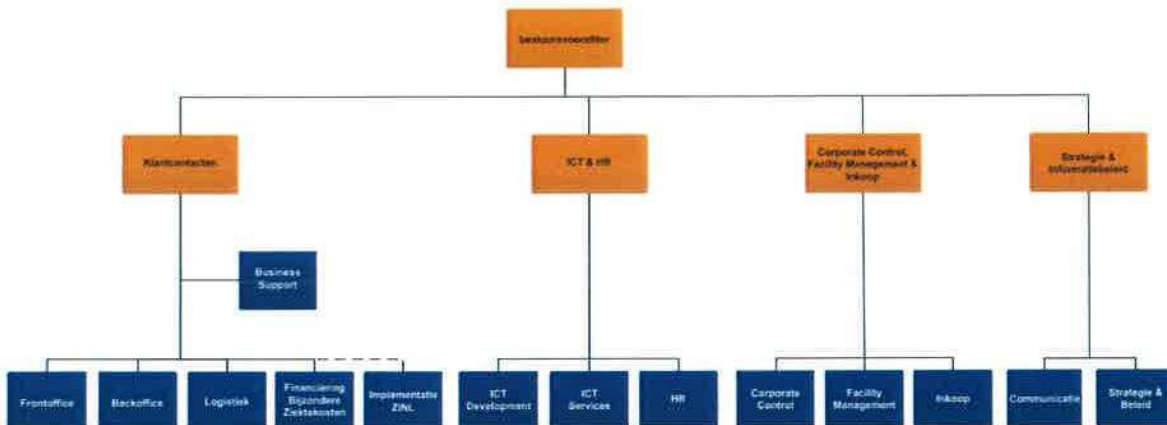 bestuursvoorzitter
Klantcontacten
ICT & HR
Corporate Control,
Facility Management &
Inkoop
Strategie &
Informatiebeleid
Business
Support
Frontoffice
Backoffice
Logistiek
Financiering
Bijzondere
Ziektekosten
Implementatie
ZiNL
ICT
Development
ICT
Services
HR
Corporate
Control
Facility
Management
Inkoop
Communicatie
Strategie &
Beleid